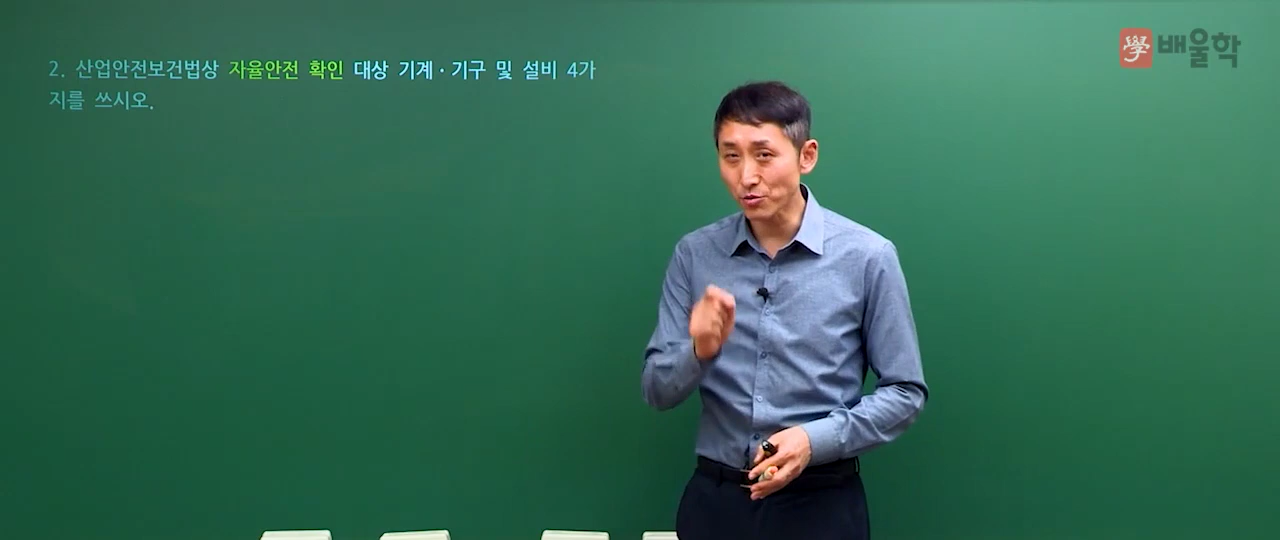 2. 산업안전보건법상 자율안전 확인 대상 기계·기구 및 설비 4가
지를 쓰시오.
學 배울학